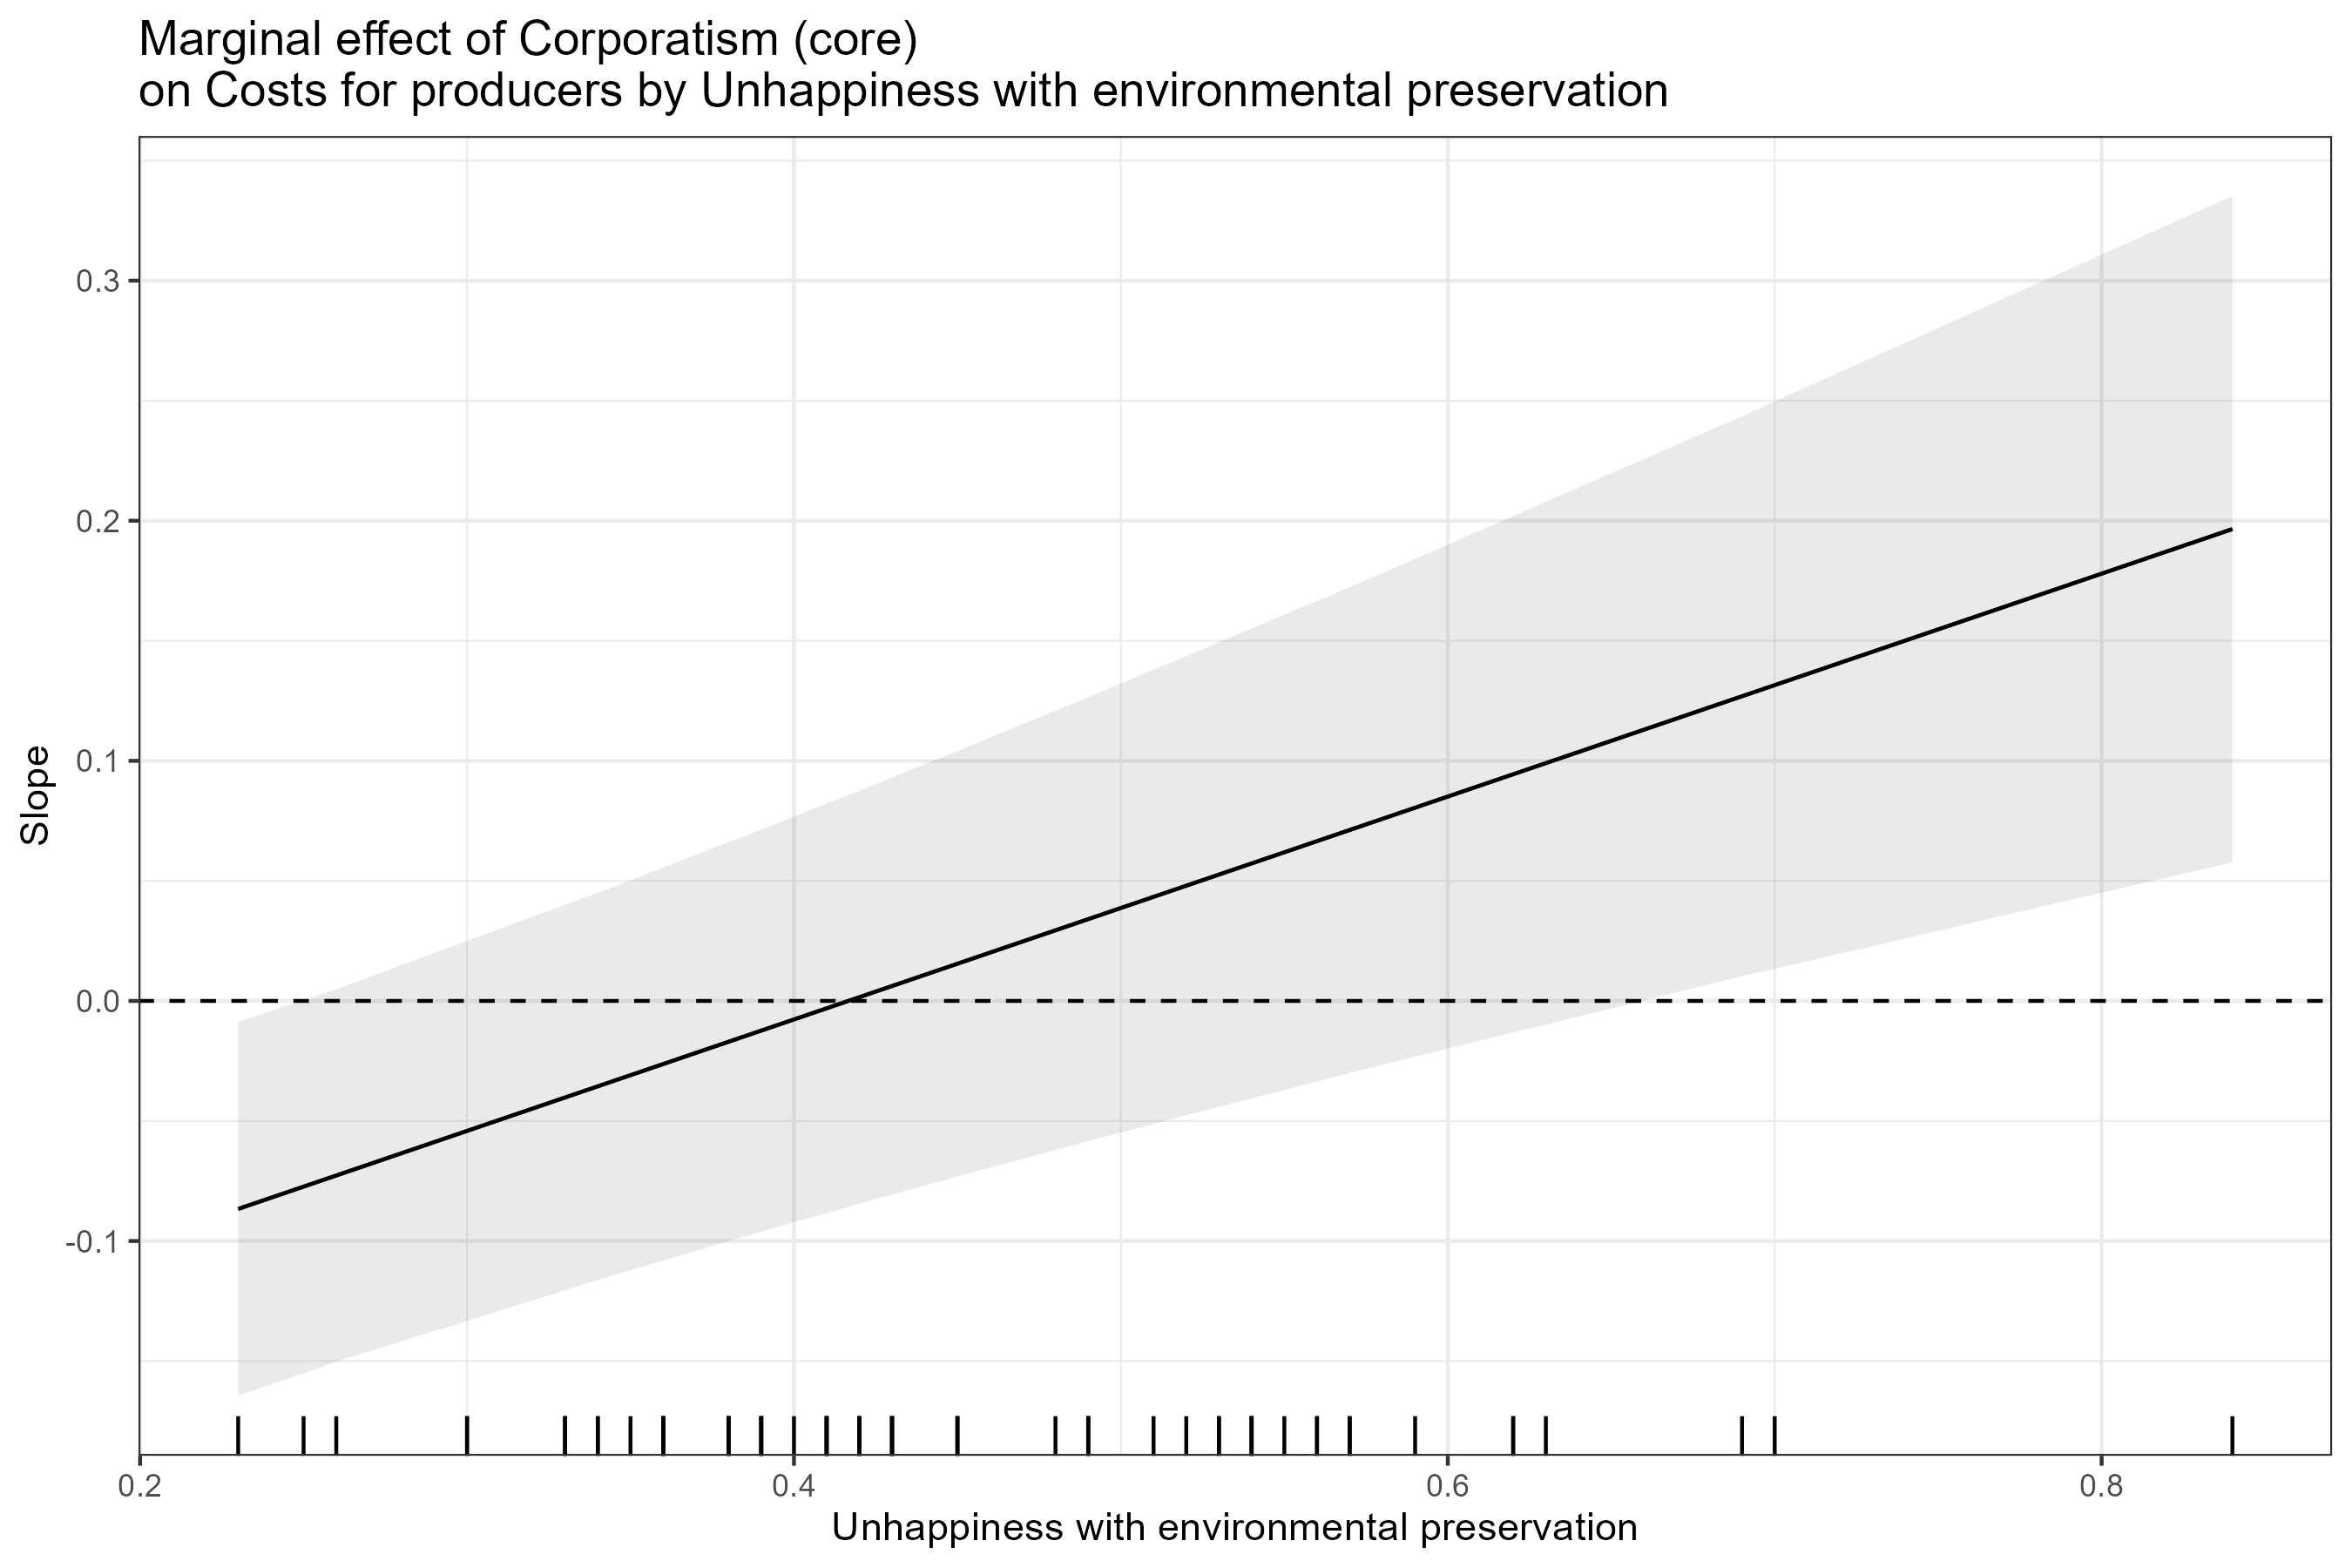 Marginal effect of Corporatism (core)
on Costs for producers by Unhappiness with environmental preservation
0.3
0.2
0.1
0.0
-0.1
Slope
0.2
0.4
0.6
0.8
Unhappiness with environmental preservation